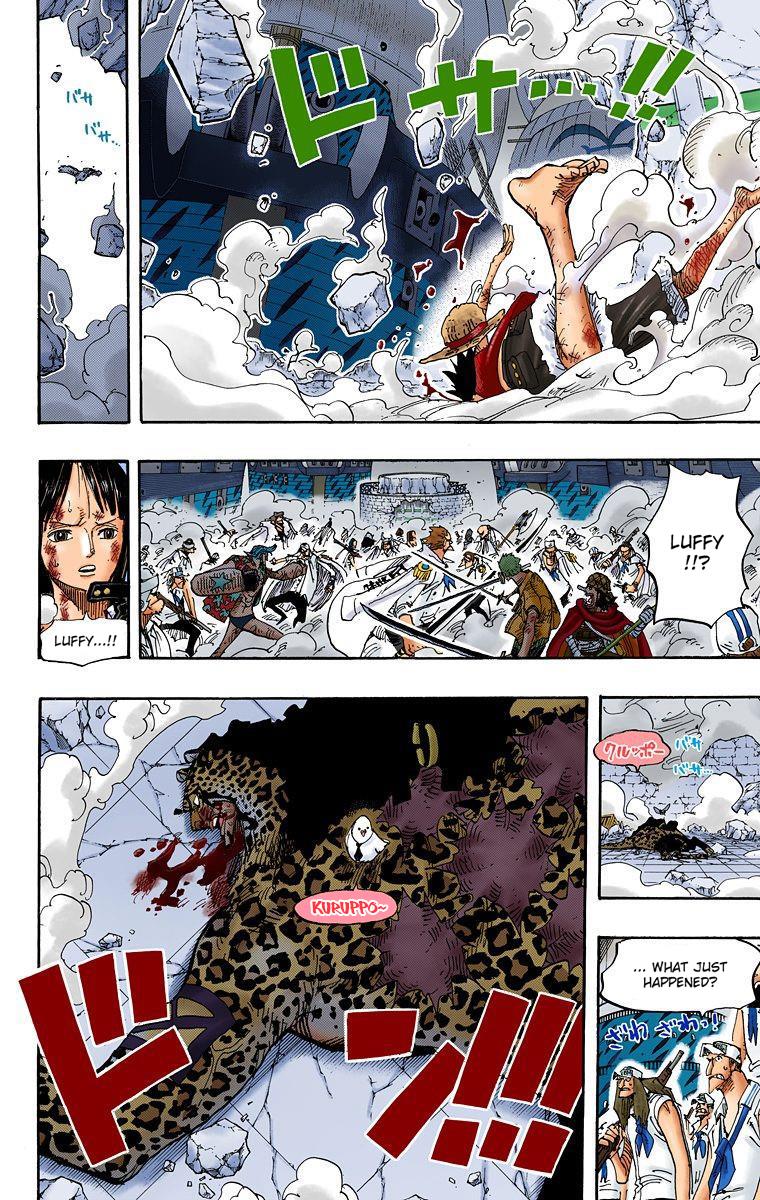 ドサ…!!
バサ
バサ…
LUFFY
!!?
LUFFY...!!
クルッポー
バサ
バサ…
KURUPPO~
ドン!!!
... WHAT JUST
HAPPENED?
ざわ ざわっ!